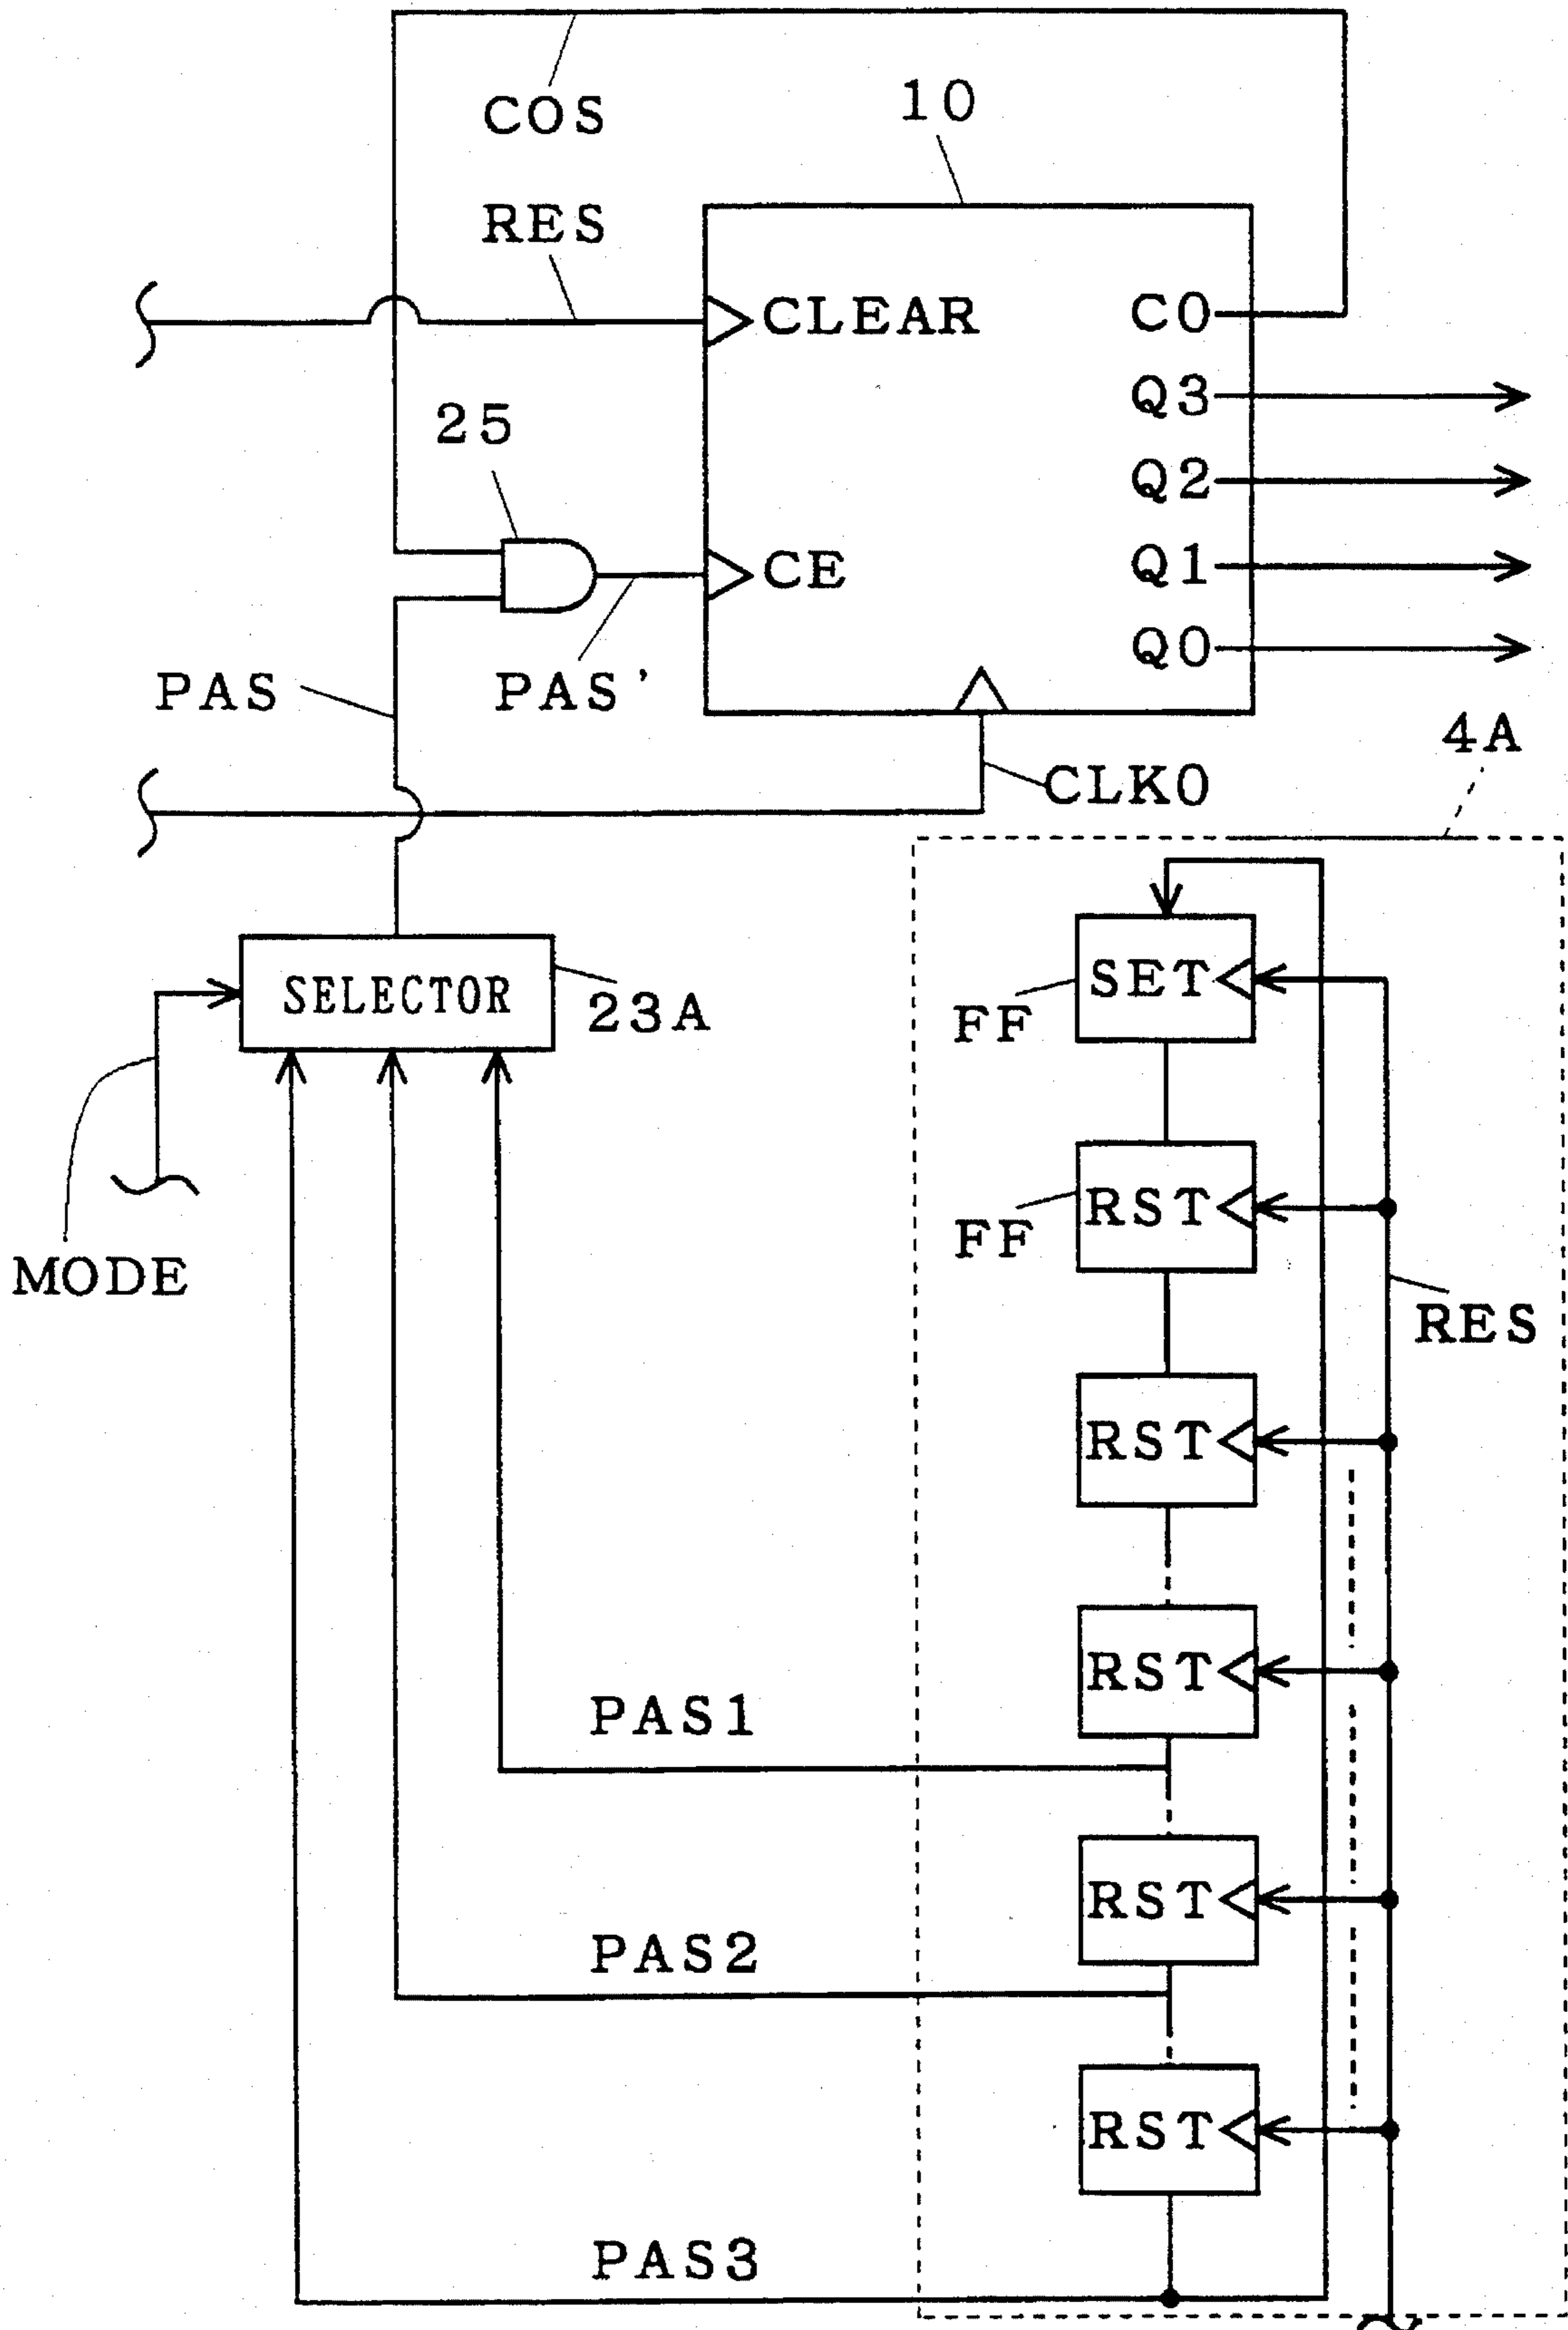 COS
10
RES
CLEAR
C0
Q3
25
Q2
CE
Q1
Q0
PAS
PAS'
4A
CLK0
SELECTOR
23A
SET
FF
RST
FF
MODE
RES
RST
RST
PAS1
RST
PAS2
RST
PAS3